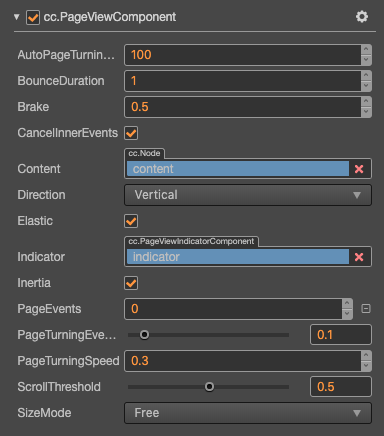 cc.PageViewComponent
AutoPageTurnin... 100
BounceDuration 1
Brake 0.5
CancelInnerEvents
cc.Node
Content content
Direction Vertical
Elastic
cc.PageViewIndicatorComponent
Indicator indicator
Inertia
PageEvents 0
PageTurningEve... 0.1
PageTurningSpeed 0.3
ScrollThreshold 0.5
SizeMode Free